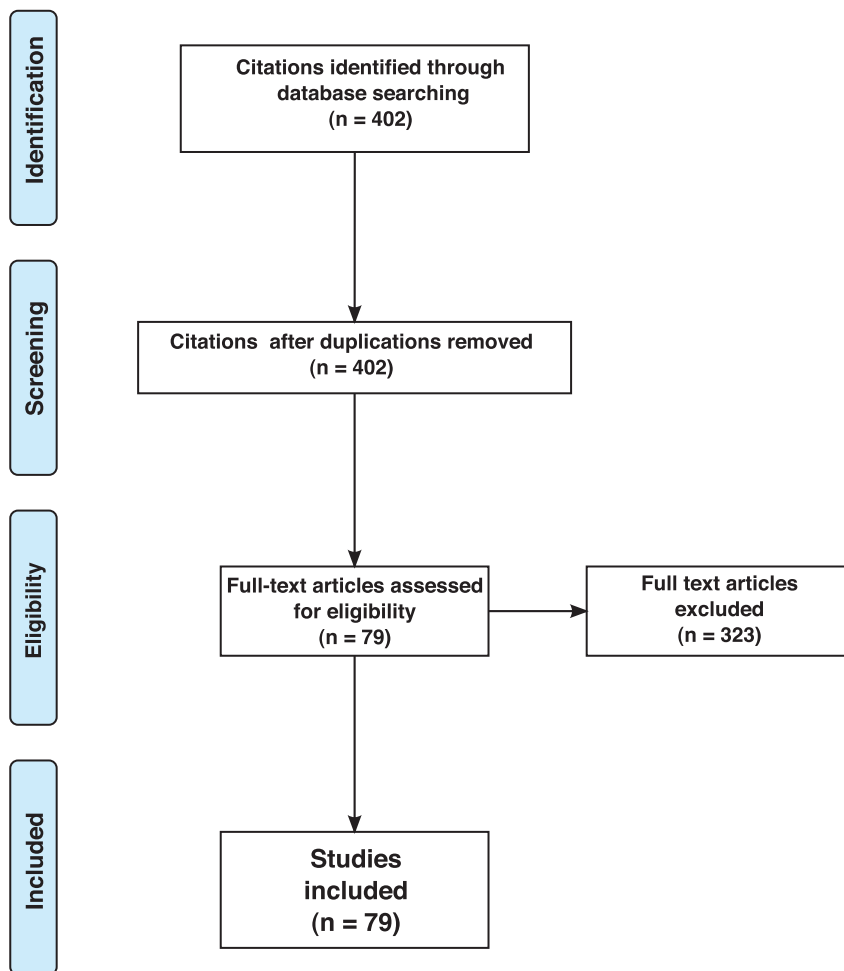 Identification
Citations identified through
database searching
(n = 402)
Screening
Citations after duplications removed
(n = 402)
Eligibility
Full-text articles assessed
for eligibility
(n = 79)
Full text articles
excluded
(n = 323)
Included
Studies
included
(n = 79)